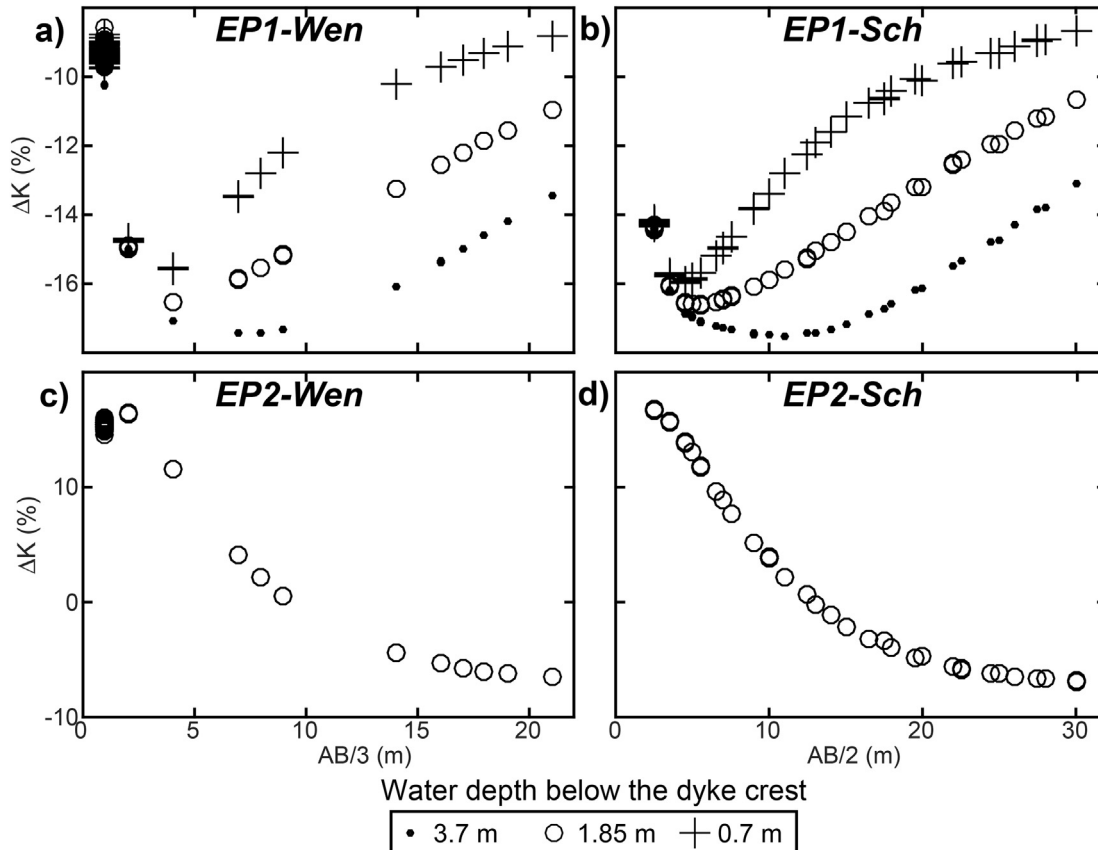 a) EP1-Wen
b) EP1-Sch
ΔK (%)
-10
-12
-14
-16
c) EP2-Wen
d) EP2-Sch
ΔK (%)
10
0
-10
0 5 10 15 20
0 10 20 30
AB/3 (m)
AB/2 (m)
Water depth below the dyke crest
3.7 m 1.85 m 0.7 m